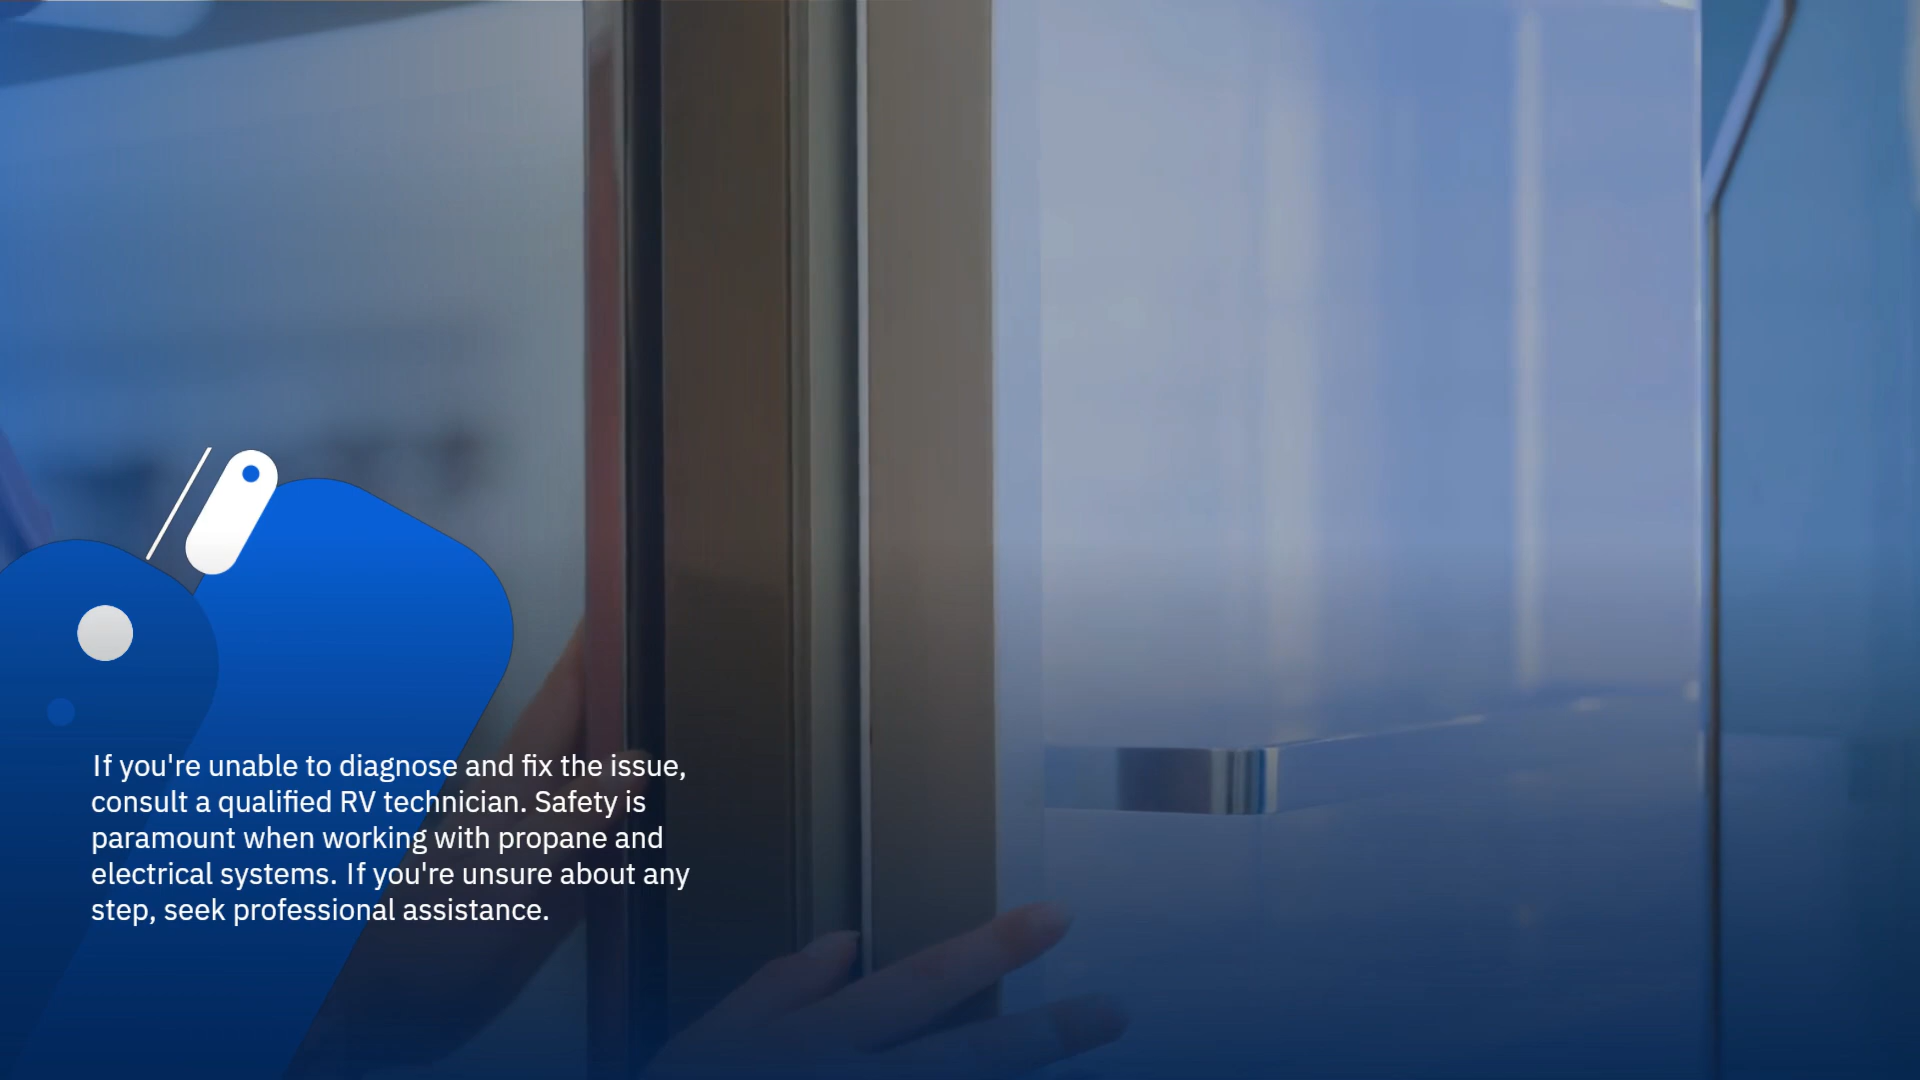 If you're unable to diagnose and fix the issue,
consult a qualified RV technician. Safety is
paramount when working with propane and
electrical systems. If you're unsure about any
step, seek professional assistance.